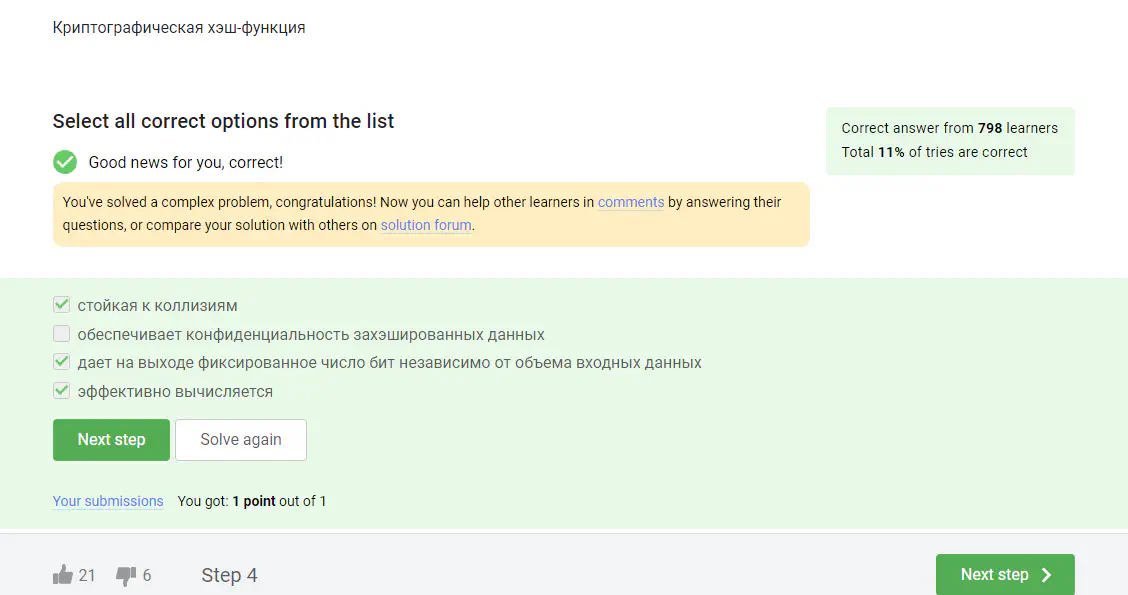 Криптографическая хэш-функция
Select all correct options from the list
Good news for you, correct!
Correct answer from 798 learners
Total 11% of tries are correct
You've solved a complex problem, congratulations! Now you can help other learners in comments by answering their
questions, or compare your solution with others on solution forum.
стойкая к коллизиям
обеспечивает конфиденциальность захэшированных данных
дает на выходе фиксированное число бит независимо от объема входных данных
эффективно вычисляется
Next step Solve again
Your submissions You got: 1 point out of 1
21 6 Step 4 Next step